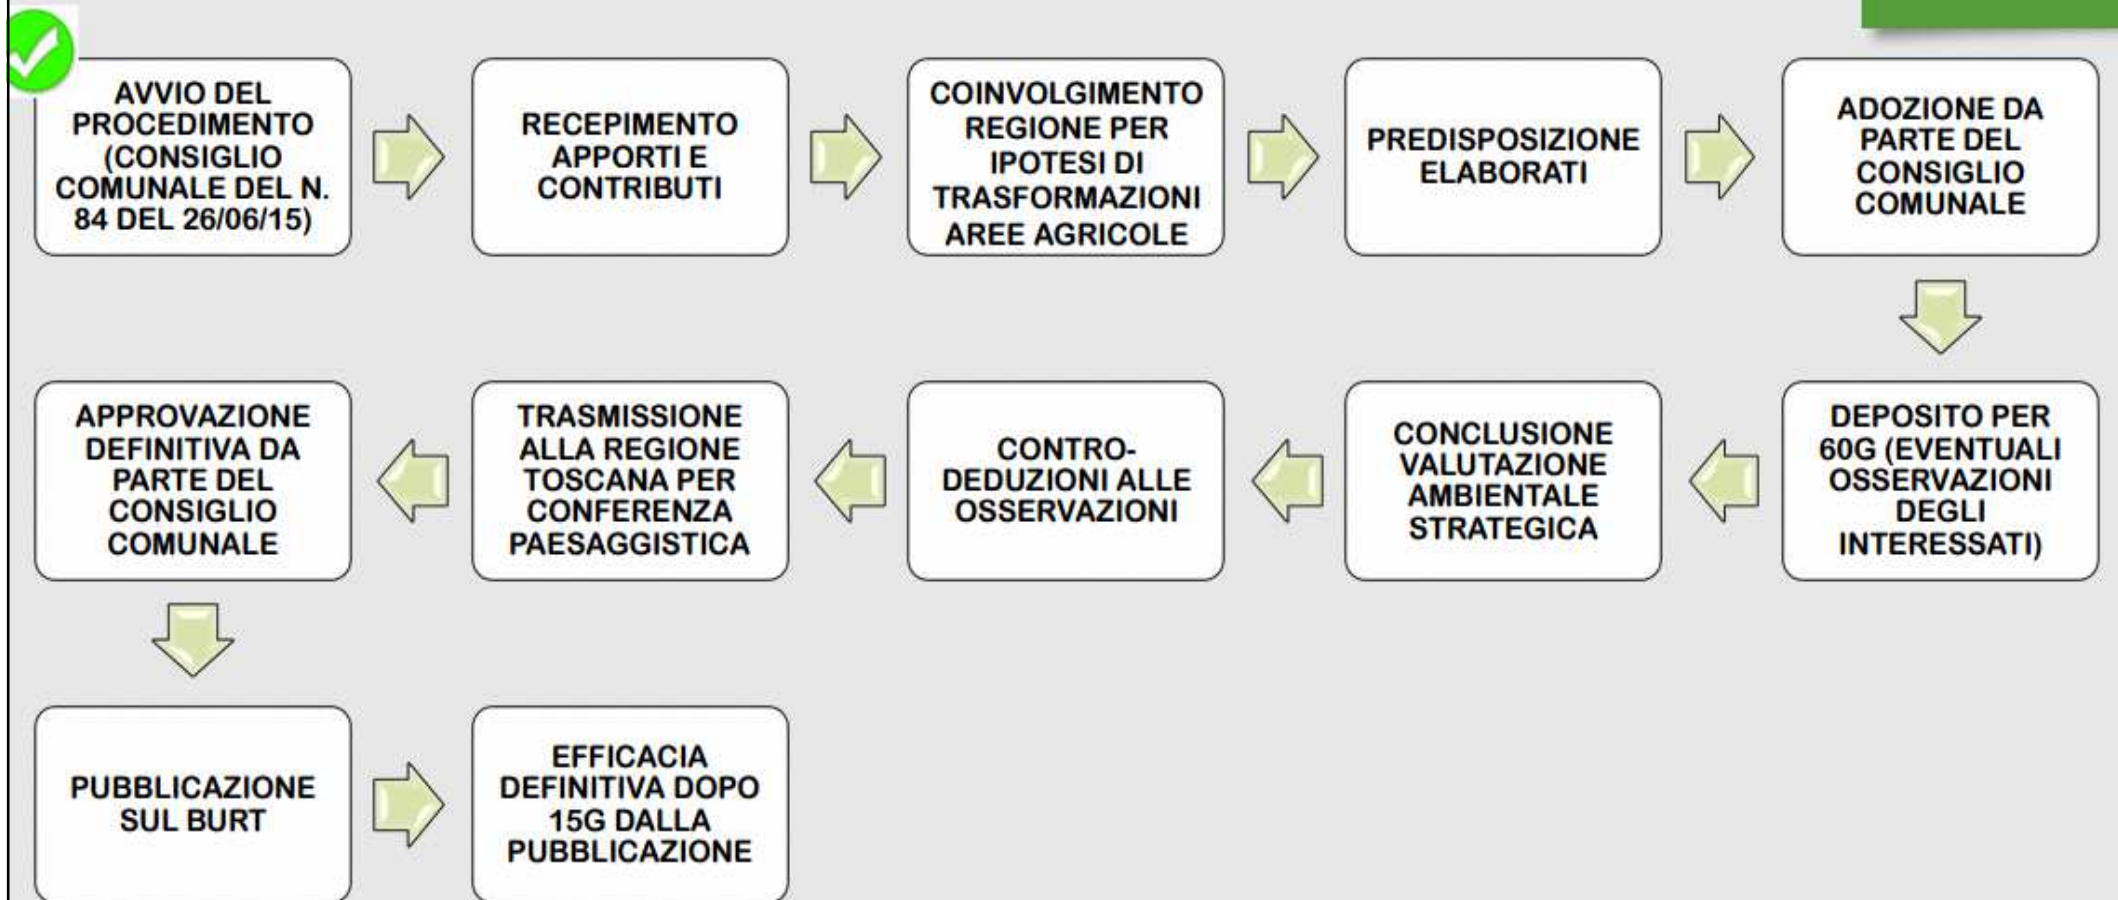 AVVIO DEL
PROCEDIMENTO
(CONSIGLIO
COMUNALE DEL N.
84 DEL 26/06/15)
RECEPIMENTO
APPORTI E
CONTRIBUTI
COINVOLGIMENTO
REGIONE PER
IPOTESI DI
TRASFORMAZIONI
AREE AGRICOLE
PREDISPOSIZIONE
ELABORATI
ADOZIONE DA
PARTE DEL
CONSIGLIO
COMUNALE
DEPOSITO PER
60G (EVENTUALI
OSSERVAZIONI
DEGLI
INTERESSATI)
CONCLUSIONE
VALUTAZIONE
AMBIENTALE
STRATEGICA
CONTRO-
DEDUZIONI ALLE
OSSERVAZIONI
TRASMISSIONE
ALLA REGIONE
TOSCANA PER
CONFERENZA
PAESAGGISTICA
APPROVAZIONE
DEFINITIVA DA
PARTE DEL
CONSIGLIO
COMUNALE
PUBBLICAZIONE
SUL BURT
EFFICACIA
DEFINITIVA DOPO
15G DALLA
PUBBLICAZIONE